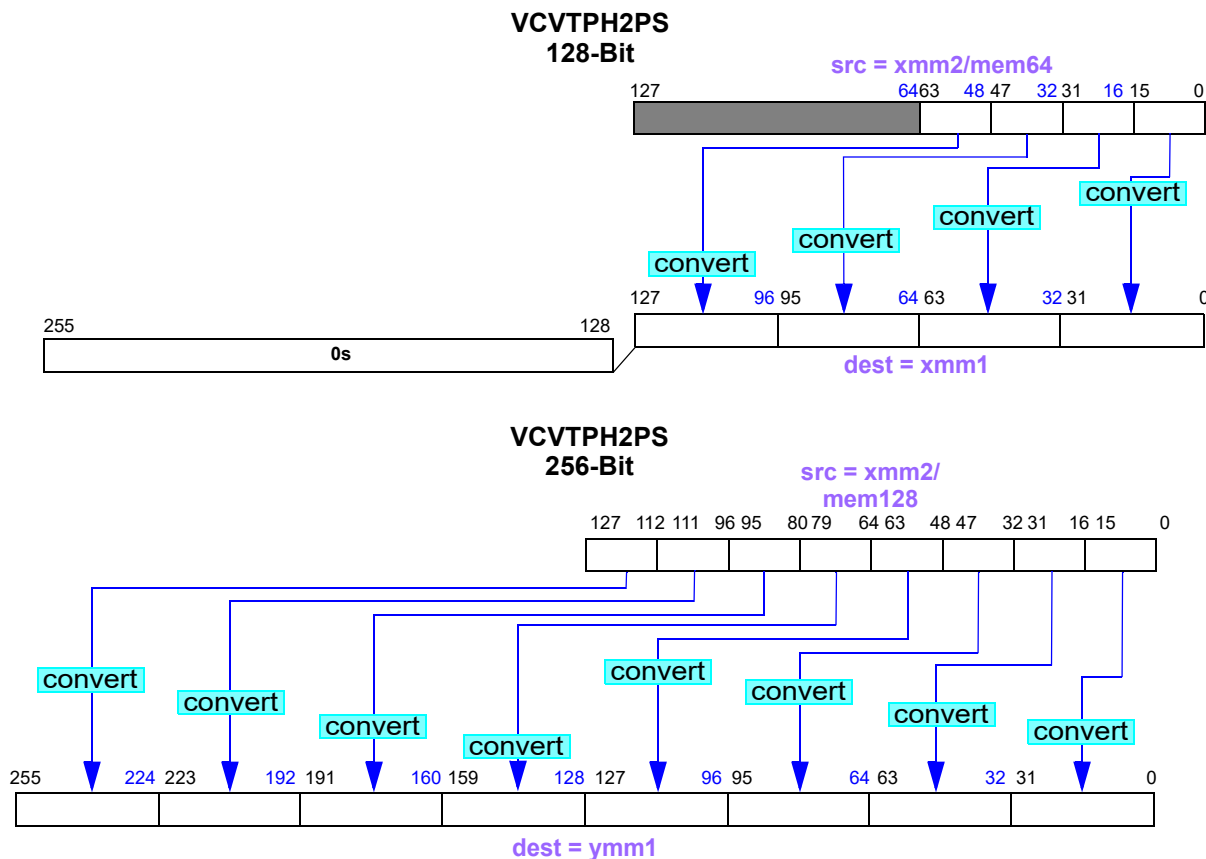 VCVTPH2PS
128-Bit
src = xmm2/mem64
127 64 63 48 47 32 31 16 15 0
convert
convert
convert
convert
127 96 95 64 63 32 31 0
255 128
0s
dest = xmm1
VCVTPH2PS
256-Bit
src = xmm2/
mem128
127 112 111 96 95 80 79 64 63 48 47 32 31 16 15 0
convert convert convert convert convert convert convert convert
255 224 223 192 191 160 159 128 127 96 95 64 63 32 31 0
dest = ymm1